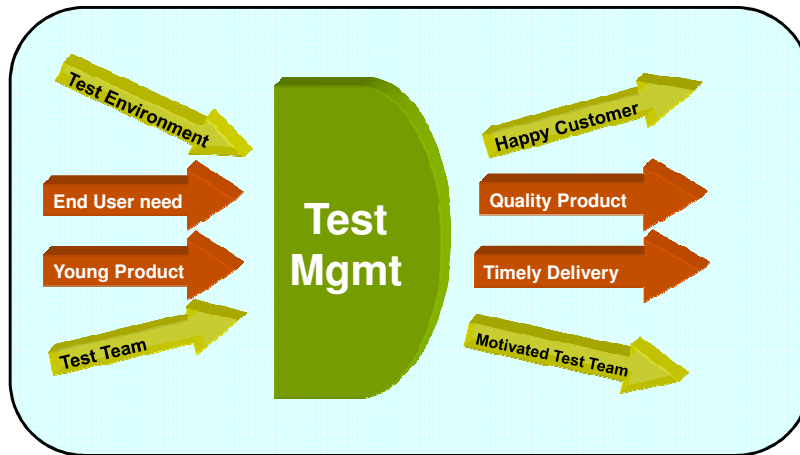 Test Environment
End User need
Young Product
Test Team
Test
Mgmt
Happy Customer
Quality Product
Timely Delivery
Motivated Test Team